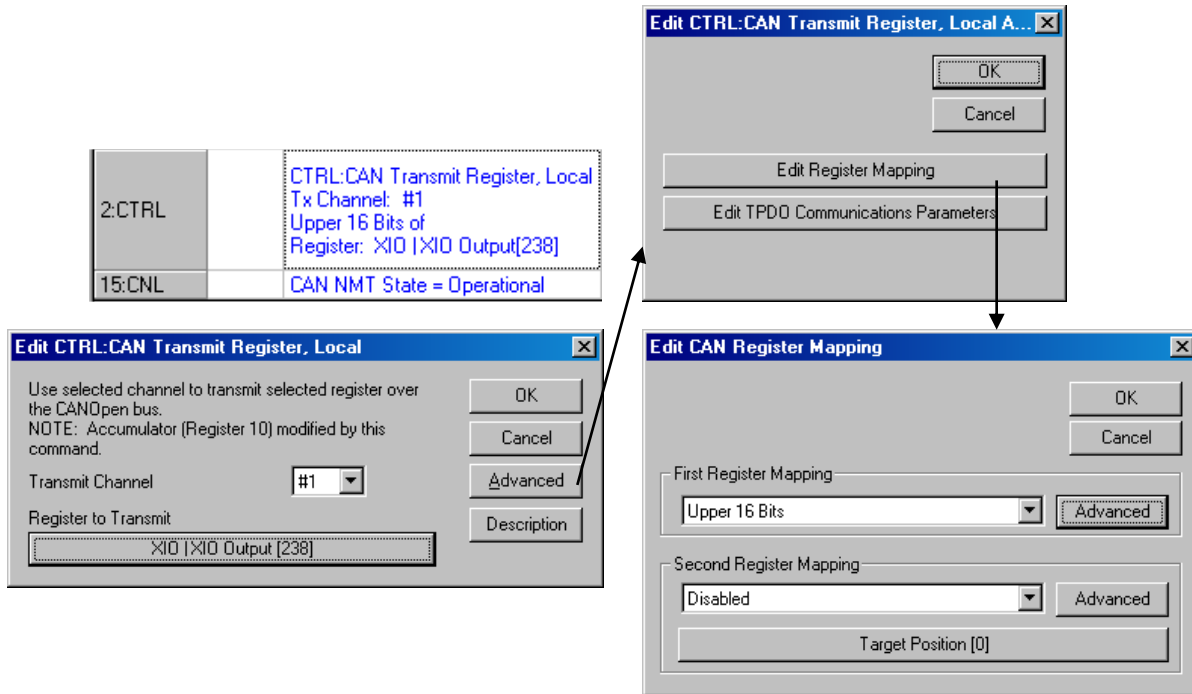 Edit CTRL:CAN Transmit Register, Local A...
OK
Cancel
Edit Register Mapping
Edit TPDO Communications Parameters
2:CTRL
CTRL:CAN Transmit Register, Local
Tx Channel: #1
Upper 16 Bits of
Register: XIO | XIO Output[238]
15:CNL
CAN NMT State = Operational
Edit CTRL:CAN Transmit Register, Local
Use selected channel to transmit selected register over
the CANOpen bus.
NOTE: Accumulator (Register 10) modified by this
command.
Transmit Channel
#1
Register to Transmit
XIO | XIO Output [238]
OK
Cancel
Advanced
Description
Edit CAN Register Mapping
OK
Cancel
First Register Mapping
Upper 16 Bits
Advanced
Second Register Mapping
Disabled
Advanced
Target Position [0]